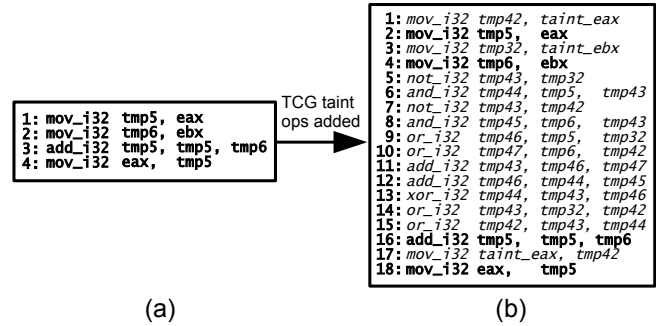 1: mov_i32 tmp5, eax
2: mov_i32 tmp6, ebx
3: add_i32 tmp5, tmp5, tmp6
4: mov_i32 eax, tmp5
(a)
TCG taint
ops added
1: mov_i32 tmp42, taint_eax
2: mov_i32 tmp5, eax
3: mov_i32 tmp32, taint_ebx
4: mov_i32 tmp6, ebx
5: not_i32 tmp43, tmp32
6: and_i32 tmp44, tmp5, tmp43
7: not_i32 tmp43, tmp42
8: and_i32 tmp45, tmp6, tmp43
9: or_i32 tmp46, tmp5, tmp32
10: or_i32 tmp47, tmp6, tmp42
11: add_i32 tmp43, tmp46, tmp47
12: add_i32 tmp46, tmp44, tmp45
13: xor_i32 tmp44, tmp43, tmp46
14: or_i32 tmp43, tmp32, tmp42
15: or_i32 tmp42, tmp43, tmp44
16: add_i32 tmp5, tmp5, tmp6
17: mov_i32 taint_eax, tmp42
18: mov_i32 eax, tmp5
(b)